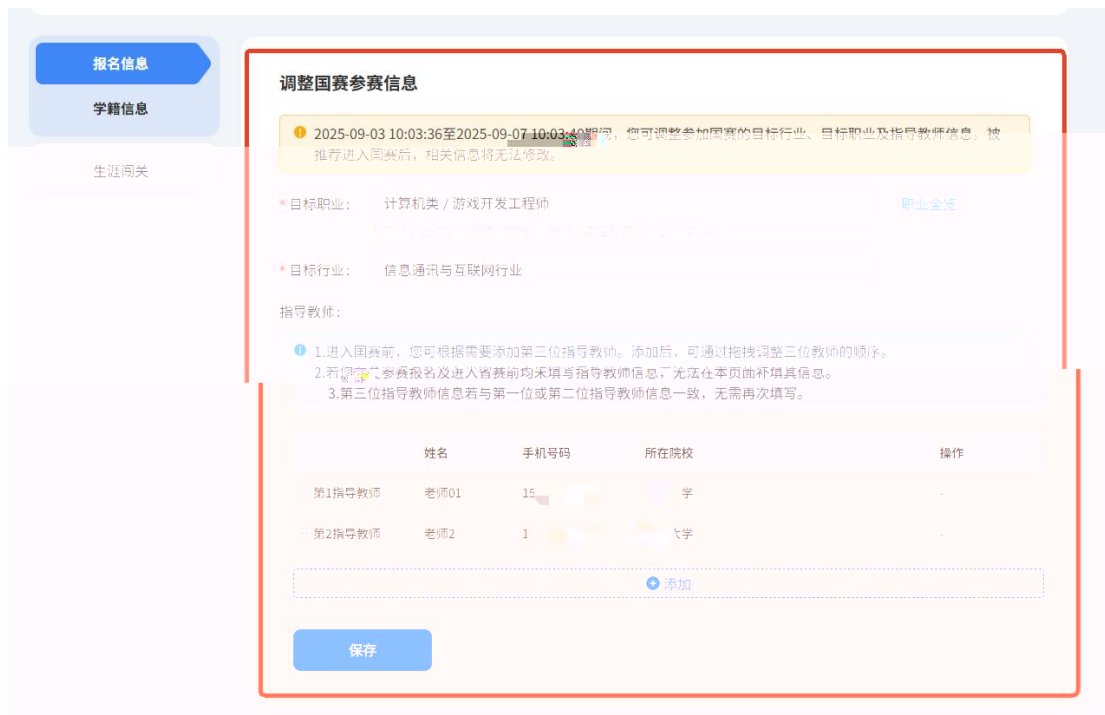 报名信息
学籍信息
生涯闯关
调整国赛参赛信息
2025-09-03 10:03:36至2025-09-07 10:03:40期间，您可调整参加国赛的目标行业、目标职业及指导教师信息，被
推荐进入国赛后，相关信息将无法修改。
*目标职业： 计算机类 / 游戏开发工程师 职业全览
*目标行业： 信息通讯与互联网行业
指导教师：
1.进入国赛前，您可根据需要添加第三位指导教师。添加后，可通过拖拽调整三位教师的顺序。
2.若您 参赛报名及进入省赛前均未填写指导教师信息 无法在本页面补填其信息。
3.第三位指导教师信息若与第一位或第二位指导教师信息一致，无需再次填写。
姓名 手机号码 所在院校 操作
第1指导教师 老师01 15 学 -
第2指导教师 老师2 1 大学 -
添加
保存